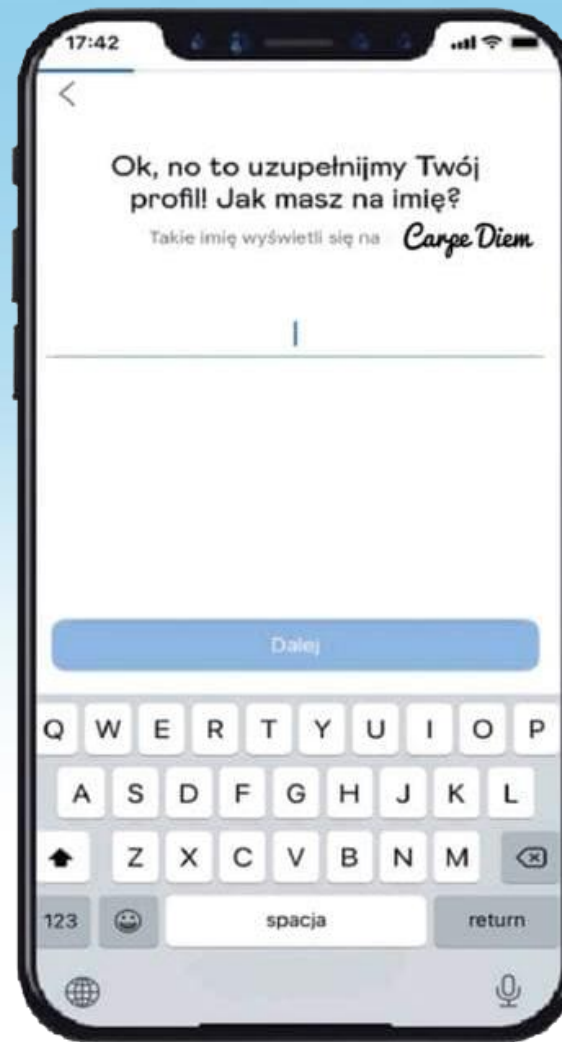 17:42
Ok, no to uzupełnijmy Twój
profil! Jak masz na imię?
Takie imię wyświetli się na Carpe Diem
Dalej
Q W E R T Y U I O P
A S D F G H J K L
Z X C V B N M
123 spacja return